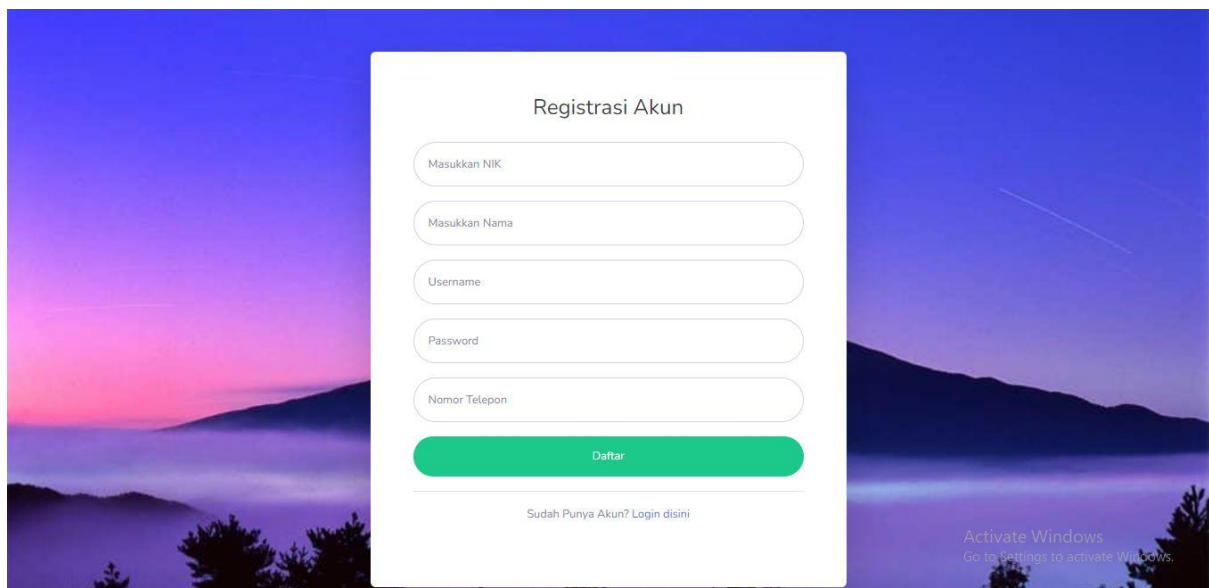 Registrasi Akun
Masukkan NIK
Masukkan Nama
Username
Password
Nomor Telepon
Daftar
Sudah Punya Akun? Login disini
Activate Windows
Go to Settings to activate Windows.